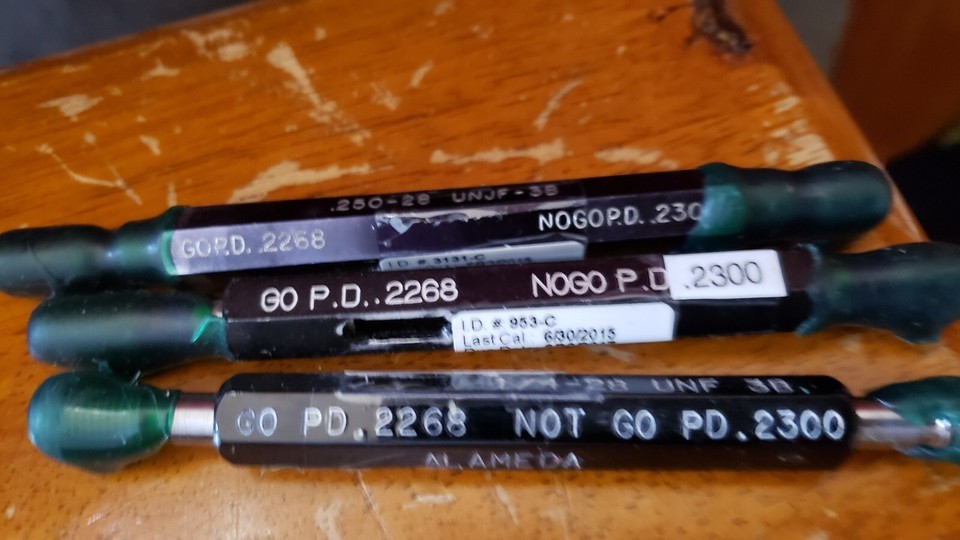 .250-28 UNJF-3B
GO P.D. .2268 NOGO P.D. .230
I.D. # 3131-C
GO P.D. .2268 NOGO P.D .2300
I.D. # 953-C
Last Cal : 6/30/2015
-28 UNF 3B.
GO PD .2268 NOT GO PD .2300
ALAMEDA